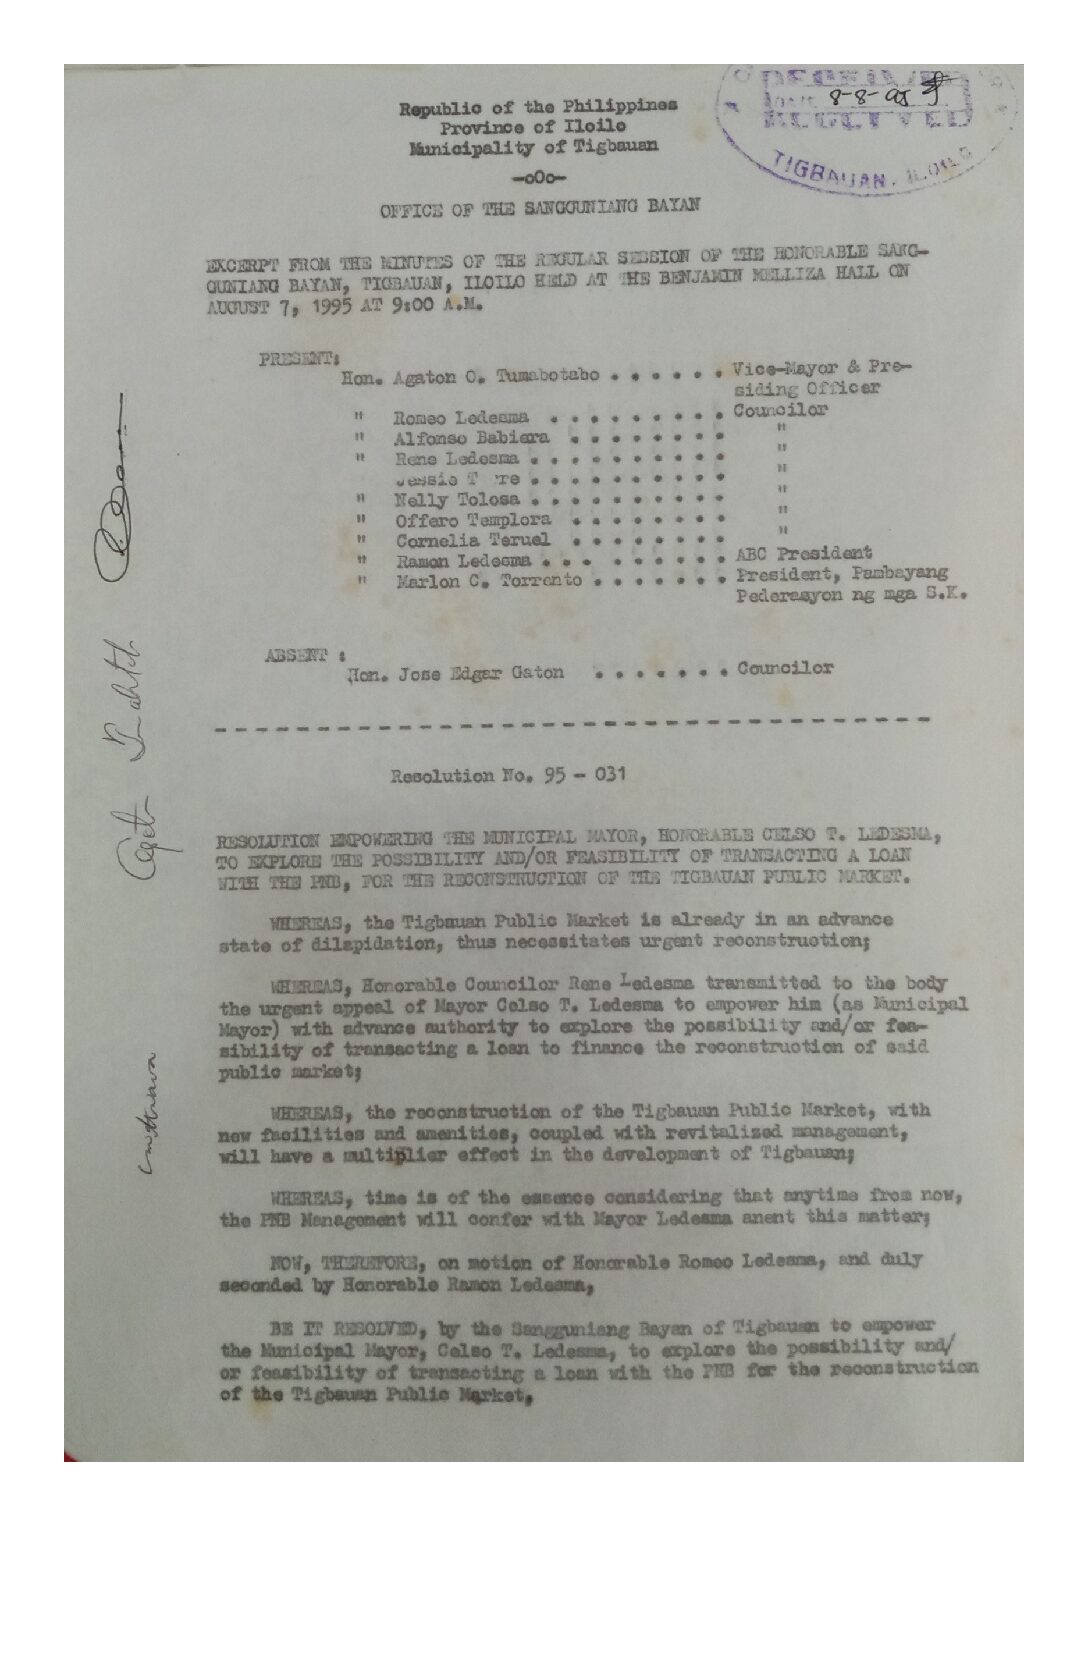 RECEIVED
DATE 8-8-95
RECEIVED
TIGBAUAN, ILOILO
Republic of the Philippines
Province of Iloilo
Municipality of Tigbauan
-oOo-
OFFICE OF THE SANGGUNIANG BAYAN
EXCERPT FROM THE MINUTES OF THE REGULAR SESSION OF THE HONORABLE SANG-
GUNIANG BAYAN, TIGBAUAN, ILOILO HELD AT THE BENJAMIN MELLIZA HALL ON
AUGUST 7, 1995 AT 9:00 A.M.
PRESENT:
Hon. Agaton O. Tumabotabo . . . . . . Vice-Mayor & Pre-
siding Officer
" Romeo Ledesma . . . . . . . . . Councilor
" Alfonso Babiera . . . . . . . . "
" Rene Ledesma . . . . . . . . . . "
Jessie T re . . . . . . . . . . "
" Nelly Tolosa . . . . . . . . . . "
" Offero Templora . . . . . . . . "
" Cornelia Teruel . . . . . . . . "
" Ramon Ledesma . . . . . . . . . ABC President
" Marlon C. Torrento . . . . . . . President, Pambayang
Pederasyon ng mga S.K.
ABSENT :
Hon. Jose Edgar Gaton . . . . . . . Councilor
- - - - - - - - - - - - - - - - - - - - - - - - - - - - - - - - - - - -
Resolution No. 95 - 031
RESOLUTION EMPOWERING THE MUNICIPAL MAYOR, HONORABLE CELSO T. LEDESMA,
TO EXPLORE THE POSSIBILITY AND/OR FEASIBILITY OF TRANSACTING A LOAN
WITH THE PNB, FOR THE RECONSTRUCTION OF THE TIGBAUAN PUBLIC MARKET.
WHEREAS, the Tigbauan Public Market is already in an advance
state of dilapidation, thus necessitates urgent reconstruction;
WHEREAS, Honorable Councilor Rene Ledesma transmitted to the body
the urgent appeal of Mayor Celso T. Ledesma to empower him (as Municipal
Mayor) with advance authority to explore the possibility and/or fea-
sibility of transacting a loan to finance the reconstruction of said
public market;
WHEREAS, the reconstruction of the Tigbauan Public Market, with
new facilities and amenities, coupled with revitalized management,
will have a multiplier effect in the development of Tigbauan;
WHEREAS, time is of the essence considering that anytime from now,
the PNB Management will confer with Mayor Ledesma anent this matter;
NOW, THEREFORE, on motion of Honorable Romeo Ledesma, and duly
seconded by Honorable Ramon Ledesma,
BE IT RESOLVED, by the Sangguniang Bayan of Tigbauan to empower
the Municipal Mayor, Celso T. Ledesma, to explore the possibility and/
or feasibility of transacting a loan with the PNB for the reconstruction
of the Tigbauan Public Market,